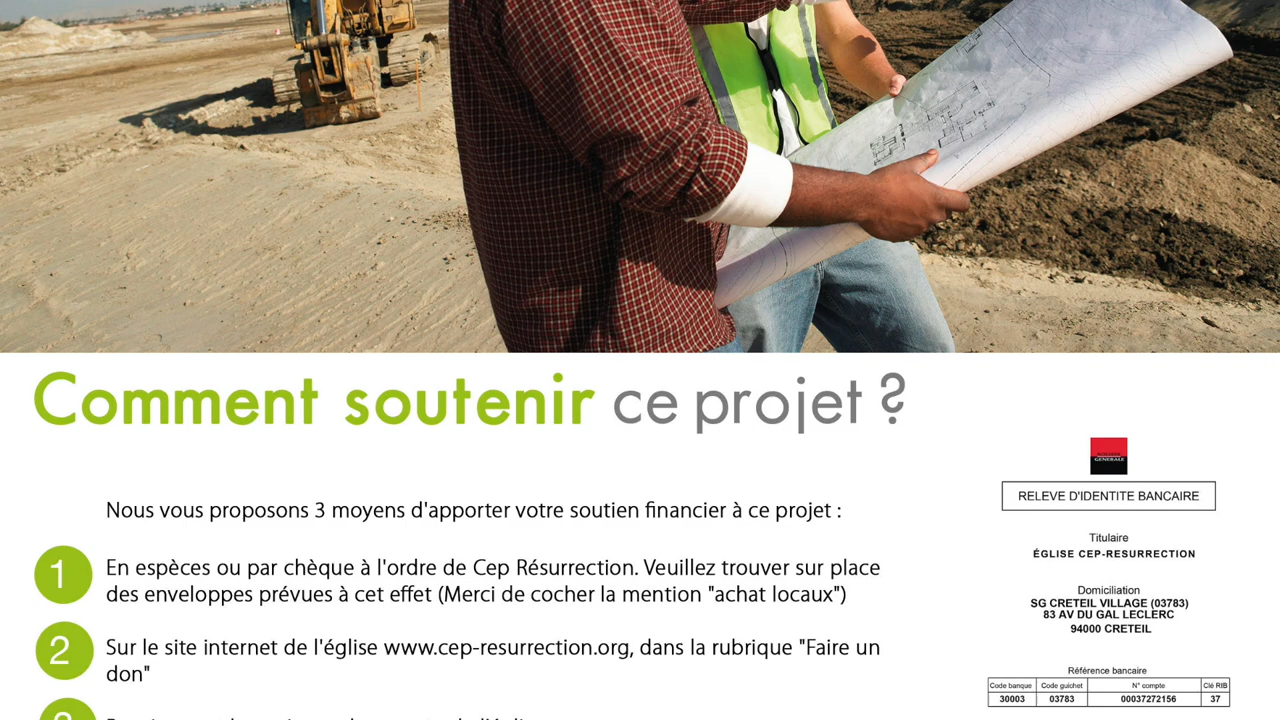 Comment soutenir ce projet ?
Nous vous proposons 3 moyens d'apporter votre soutien financier à ce projet :
1
En espèces ou par chèque à l'ordre de Cep Résurrection. Veuillez trouver sur place
des enveloppes prévues à cet effet (Merci de cocher la mention "achat locaux")
2
Sur le site internet de l'église www.cep-resurrection.org, dans la rubrique "Faire un
don"
GENERALE
RELEVE D'IDENTITE BANCAIRE
Titulaire
ÉGLISE CEP-RESURRECTION
Domiciliation
SG CRETEIL VILLAGE (03783)
83 AV DU GAL LECLERC
94000 CRETEIL
Référence bancaire
Code banque Code guichet N° compte Clé RIB
30003 03783 00037272156 37